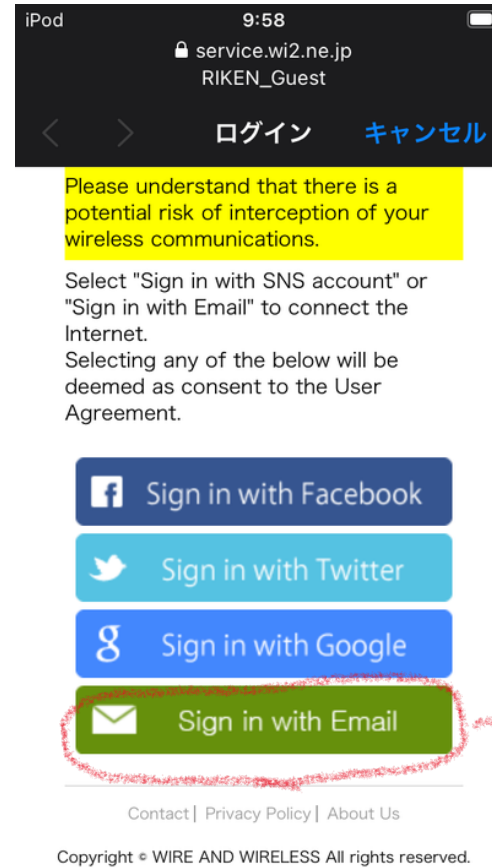 iPod 9:58
service.wi2.ne.jp
RIKEN_Guest
ログイン キャンセル
Please understand that there is a
potential risk of interception of your
wireless communications.
Select "Sign in with SNS account" or
"Sign in with Email" to connect the
Internet.
Selecting any of the below will be
deemed as consent to the User
Agreement.
f Sign in with Facebook
Sign in with Twitter
g Sign in with Google
Sign in with Email
Contact | Privacy Policy | About Us
Copyright © WIRE AND WIRELESS All rights reserved.